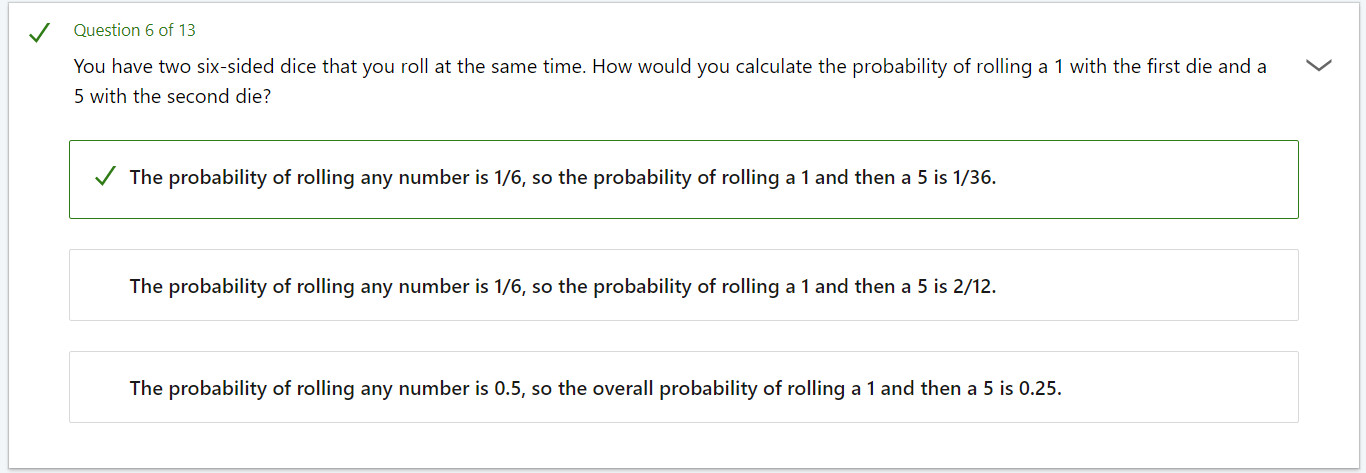 Question 6 of 13
You have two six-sided dice that you roll at the same time. How would you calculate the probability of rolling a 1 with the first die and a
5 with the second die?
The probability of rolling any number is 1/6, so the probability of rolling a 1 and then a 5 is 1/36.
The probability of rolling any number is 1/6, so the probability of rolling a 1 and then a 5 is 2/12.
The probability of rolling any number is 0.5, so the overall probability of rolling a 1 and then a 5 is 0.25.